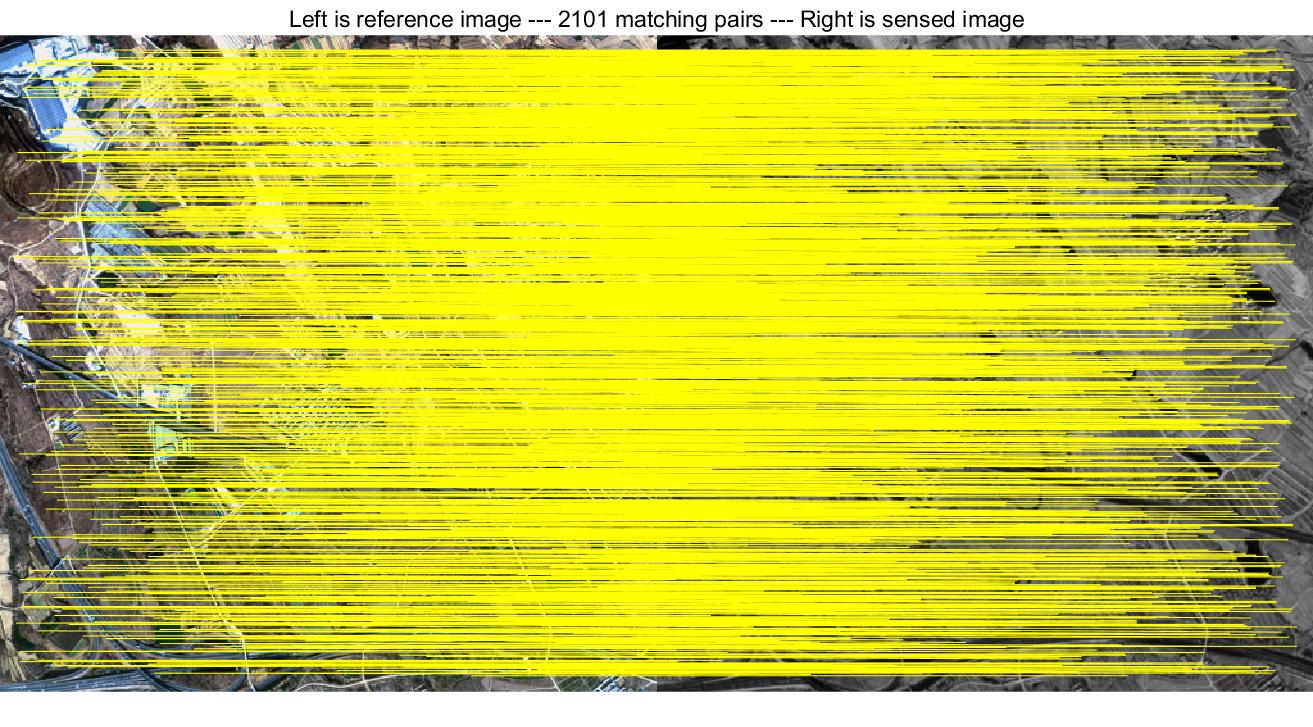 Left is reference image --- 2101 matching pairs --- Right is sensed image